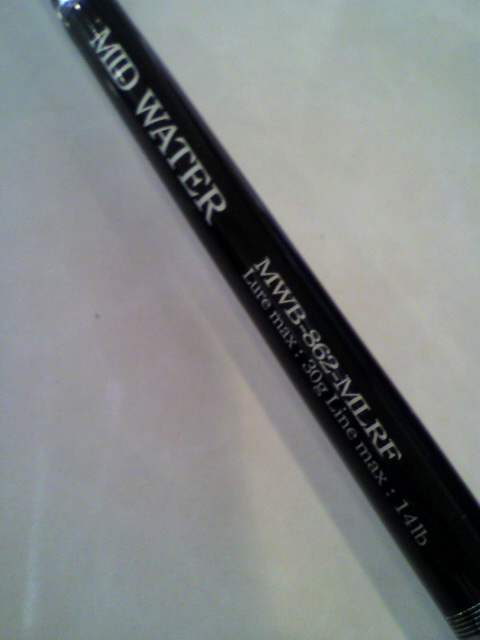 MID WATER
MWB-862-MLRF
Lure max : 30g Line max : 14lb